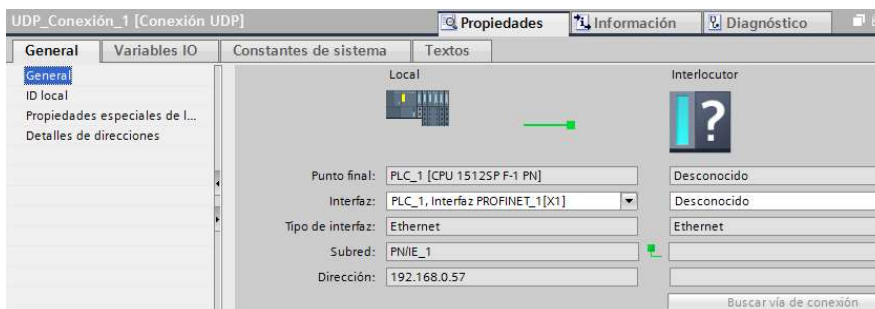 UDP_Conexión_1 [Conexión UDP] Propiedades Información Diagnóstico
General Variables IO Constantes de sistema Textos
General
ID local
Propiedades especiales de l...
Detalles de direcciones
Local Interlocutor
?
Punto final: PLC_1 [CPU 1512SP F-1 PN] Desconocido
Interfaz: PLC_1, Interfaz PROFINET_1[X1] Desconocido
Tipo de interfaz: Ethernet Ethernet
Subred: PN/IE_1
Dirección: 192.168.0.57
Buscar vía de conexión